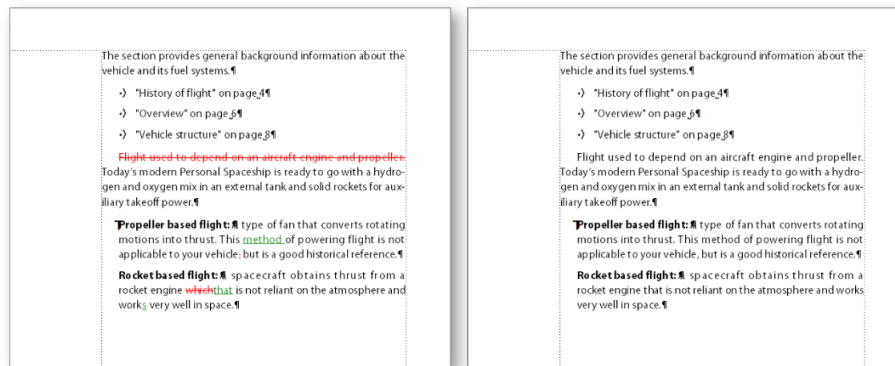 The section provides general background information about the
vehicle and its fuel systems.¶
•⟩ "History of flight" on page 4¶
•⟩ "Overview" on page 6¶
•⟩ "Vehicle structure" on page 8¶
Flight used to depend on an aircraft engine and propeller.
Today's modern Personal Spaceship is ready to go with a hydro-
gen and oxygen mix in an external tank and solid rockets for aux-
iliary takeoff power.¶
Propeller based flight: ¶ type of fan that converts rotating
motions into thrust. This method of powering flight is not
applicable to your vehicle; but is a good historical reference.¶
Rocket based flight: ¶ spacecraft obtains thrust from a
rocket engine whichthat is not reliant on the atmosphere and
works very well in space.¶
The section provides general background information about the
vehicle and its fuel systems.¶
•⟩ "History of flight" on page 4¶
•⟩ "Overview" on page 6¶
•⟩ "Vehicle structure" on page 8¶
Flight used to depend on an aircraft engine and propeller.
Today's modern Personal Spaceship is ready to go with a hydro-
gen and oxygen mix in an external tank and solid rockets for aux-
iliary takeoff power.¶
Propeller based flight: ¶ type of fan that converts rotating
motions into thrust. This method of powering flight is not
applicable to your vehicle, but is a good historical reference.¶
Rocket based flight: ¶ spacecraft obtains thrust from a
rocket engine that is not reliant on the atmosphere and works
very well in space.¶